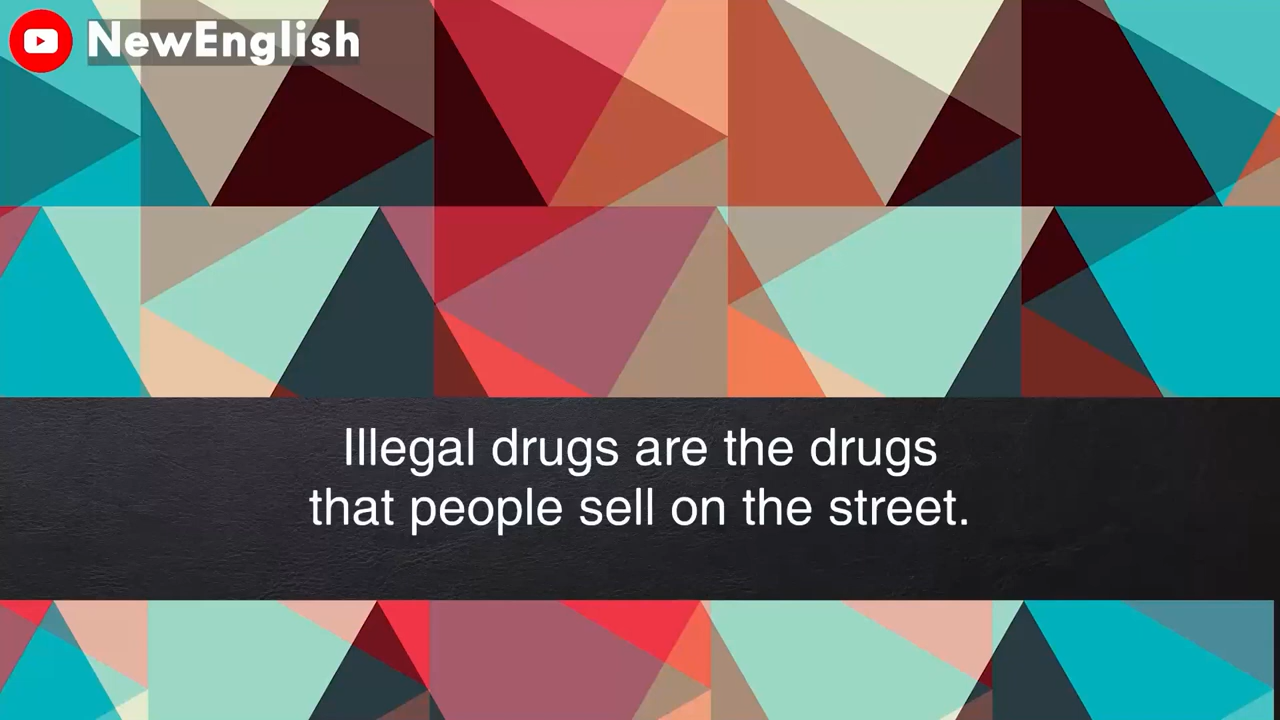 NewEnglish
Illegal drugs are the drugs
that people sell on the street.